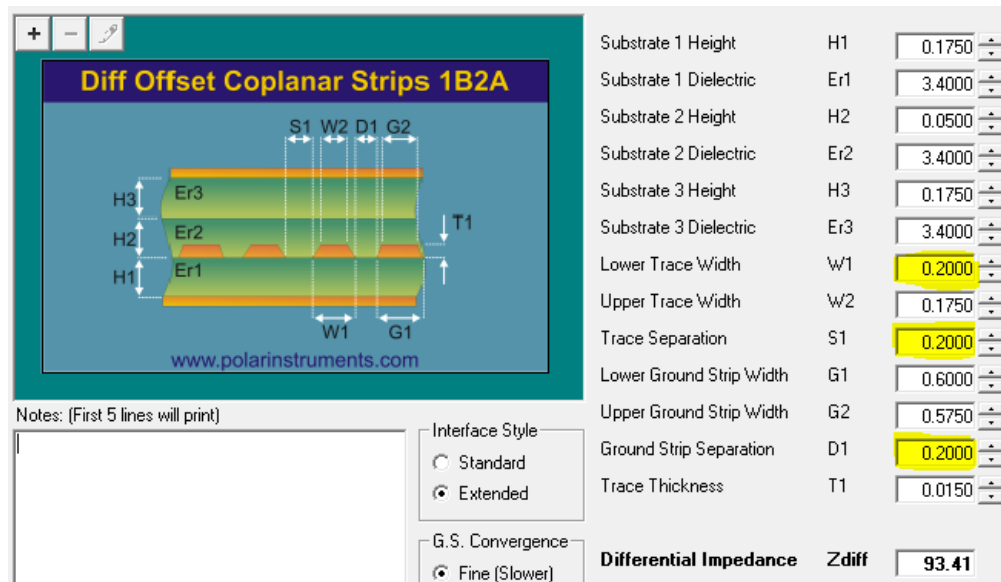 + −
Diff Offset Coplanar Strips 1B2A
S1 W2 D1 G2
H3 Er3
T1
H2 Er2
H1 Er1
W1 G1
www.polarinstruments.com
Notes: (First 5 lines will print)
Interface Style
Standard
Extended
G.S. Convergence
Fine (Slower)
Substrate 1 Height H1 0.1750
Substrate 1 Dielectric Er1 3.4000
Substrate 2 Height H2 0.0500
Substrate 2 Dielectric Er2 3.4000
Substrate 3 Height H3 0.1750
Substrate 3 Dielectric Er3 3.4000
Lower Trace Width W1 0.2000
Upper Trace Width W2 0.1750
Trace Separation S1 0.2000
Lower Ground Strip Width G1 0.6000
Upper Ground Strip Width G2 0.5750
Ground Strip Separation D1 0.2000
Trace Thickness T1 0.0150
Differential Impedance Zdiff 93.41